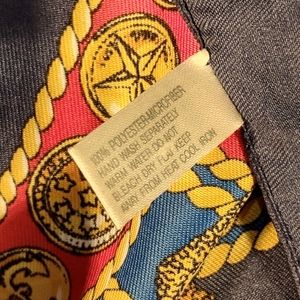 100% POLYESTER-MICROFIBER
HAND WASH SEPARATELY
WARM WATER, DO NOT
BLEACH DRY FLAT, KEEP
AWAY FROM HEAT COOL IRON